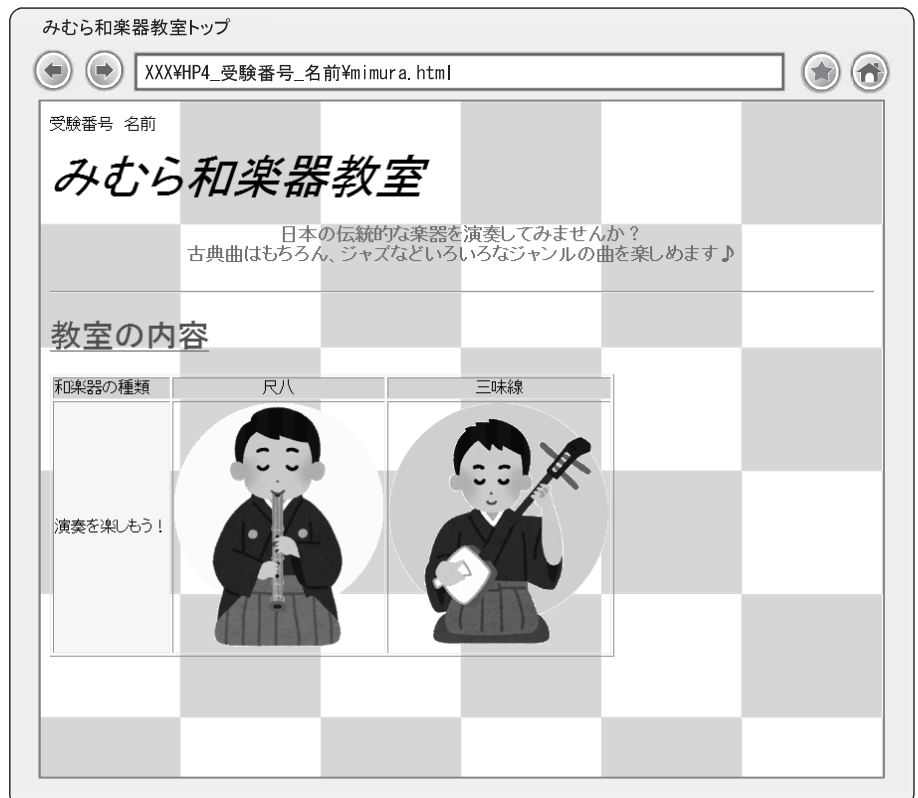 みむら和楽器教室トップ
XXX¥HP4_受験番号_名前¥mimura.html
受験番号 名前
みむら和楽器教室
日本の伝統的な楽器を演奏してみませんか？
古典曲はもちろん、ジャズなどいろいろなジャンルの曲を楽しめます♪
教室の内容
和楽器の種類 尺八 三味線
演奏を楽しもう！